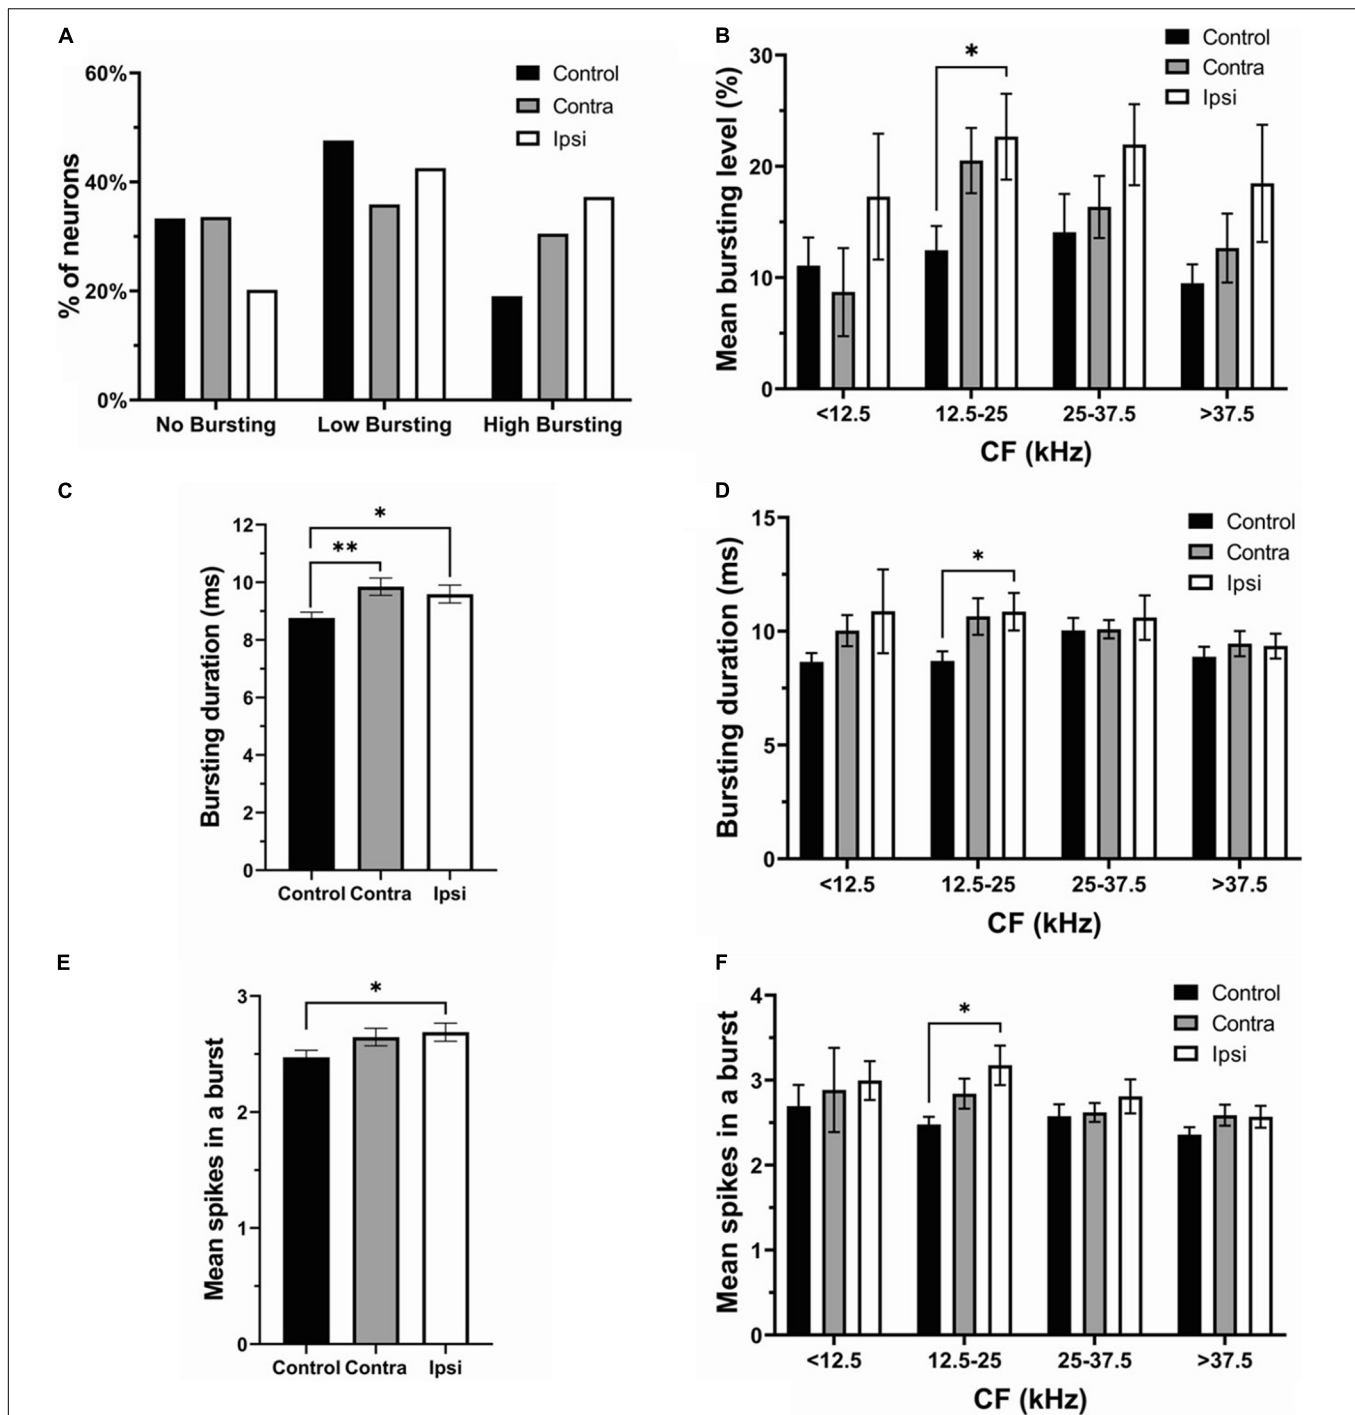 A
60%
40%
20%
0%
% of neurons
Control
Contra
Ipsi
No Bursting
Low Bursting
High Bursting
B
30
20
10
0
Mean bursting level (%)
*
Control
Contra
Ipsi
<12.5
12.5-25
25-37.5
>37.5
CF (kHz)
C
12
10
8
6
4
2
0
Bursting duration (ms)
*
**
Control
Contra
Ipsi
D
15
10
5
0
Bursting duration (ms)
*
Control
Contra
Ipsi
<12.5
12.5-25
25-37.5
>37.5
CF (kHz)
E
3
2
1
0
Mean spikes in a burst
*
Control
Contra
Ipsi
F
4
3
2
1
0
Mean spikes in a burst
*
Control
Contra
Ipsi
<12.5
12.5-25
25-37.5
>37.5
CF (kHz)